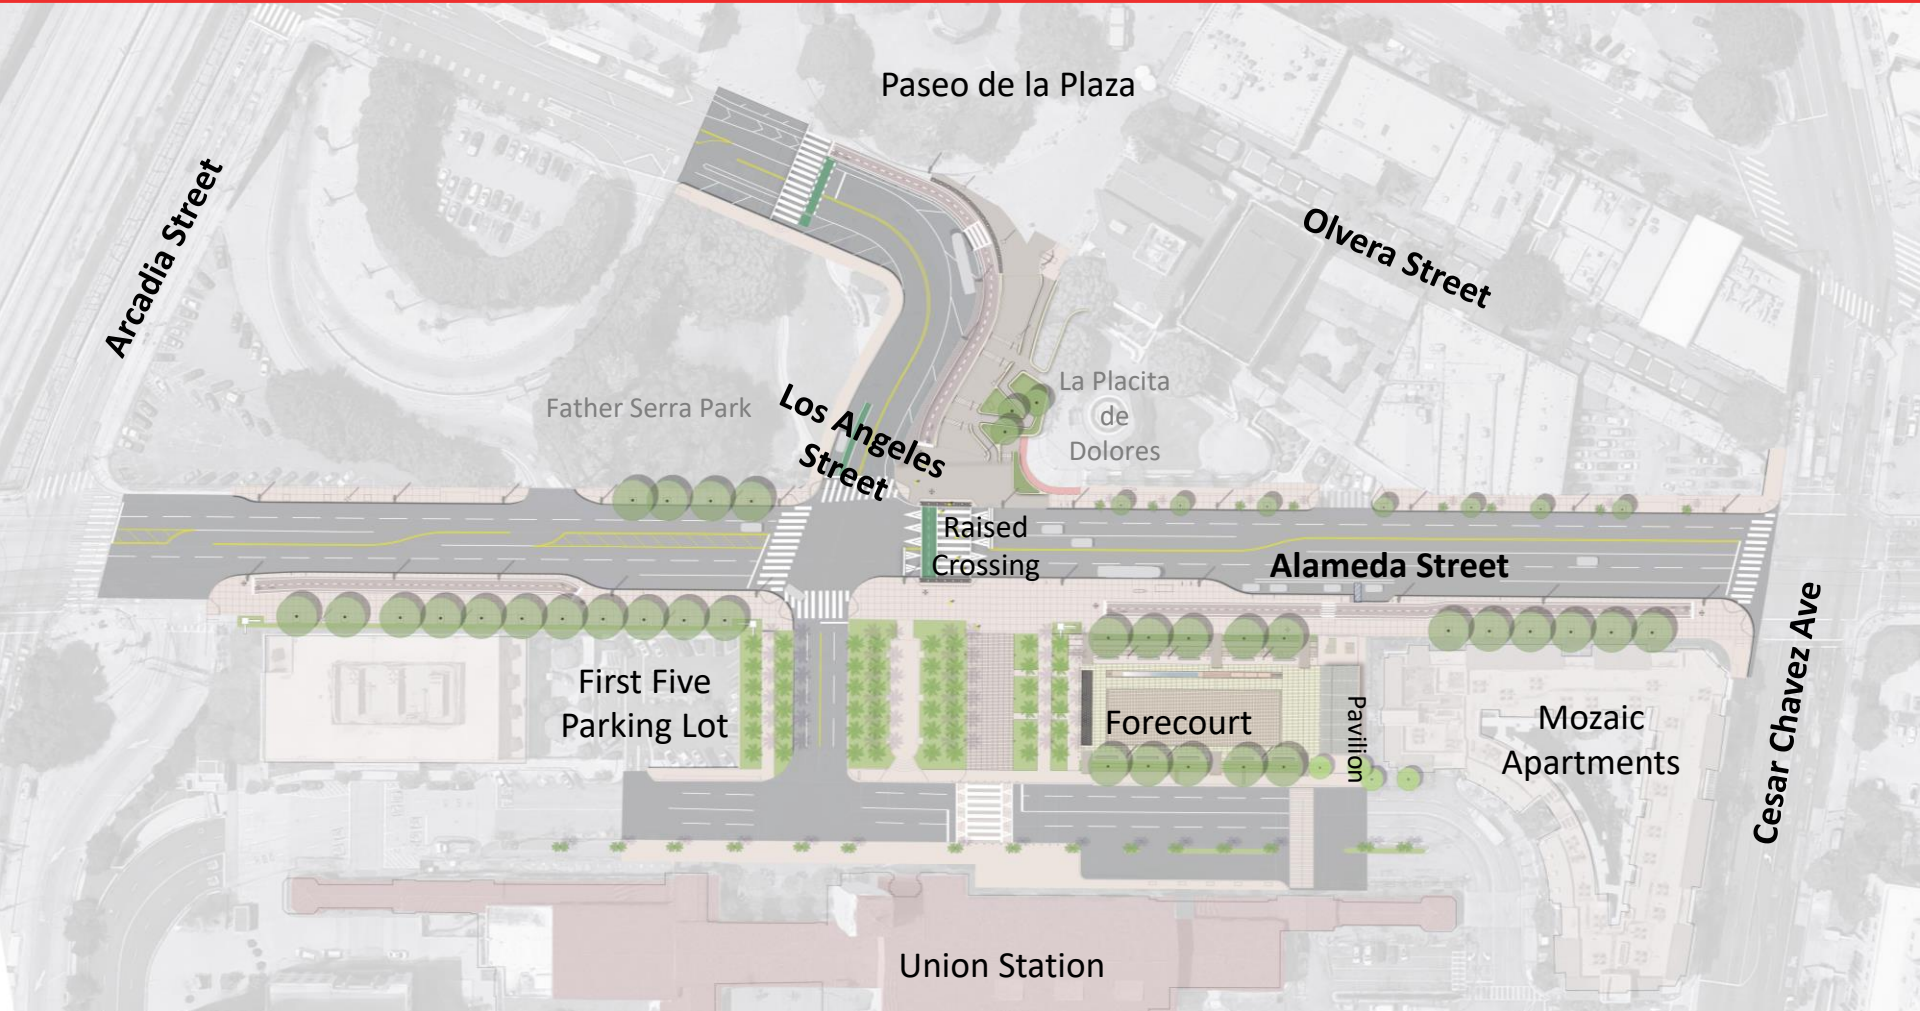 Paseo de la Plaza
Arcadia Street
Olvera Street
Father Serra Park
Los Angeles
Street
La Placita
de
Dolores
Raised
Crossing
Alameda Street
First Five
Parking Lot
Forecourt
Pavilion
Mozaic
Apartments
Cesar Chavez Ave
Union Station